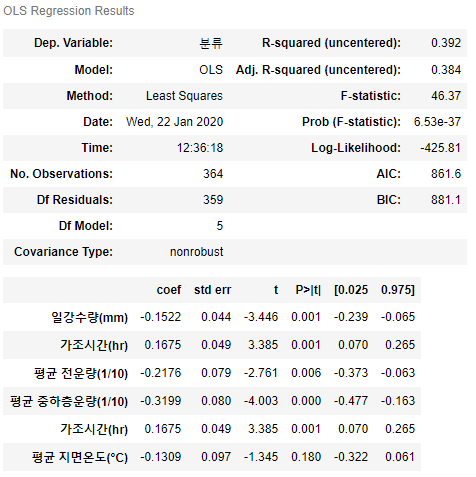 OLS Regression Results
Dep. Variable: 분류 R-squared (uncentered): 0.392
Model: OLS Adj. R-squared (uncentered): 0.384
Method: Least Squares F-statistic: 46.37
Date: Wed, 22 Jan 2020 Prob (F-statistic): 6.53e-37
Time: 12:36:18 Log-Likelihood: -425.81
No. Observations: 364 AIC: 861.6
Df Residuals: 359 BIC: 881.1
Df Model: 5
Covariance Type: nonrobust
coef std err t P>|t| [0.025 0.975]
일강수량(mm) -0.1522 0.044 -3.446 0.001 -0.239 -0.065
가조시간(hr) 0.1675 0.049 3.385 0.001 0.070 0.265
평균 전운량(1/10) -0.2176 0.079 -2.761 0.006 -0.373 -0.063
평균 중하층운량(1/10) -0.3199 0.080 -4.003 0.000 -0.477 -0.163
가조시간(hr) 0.1675 0.049 3.385 0.001 0.070 0.265
평균 지면온도(°C) -0.1309 0.097 -1.345 0.180 -0.322 0.061